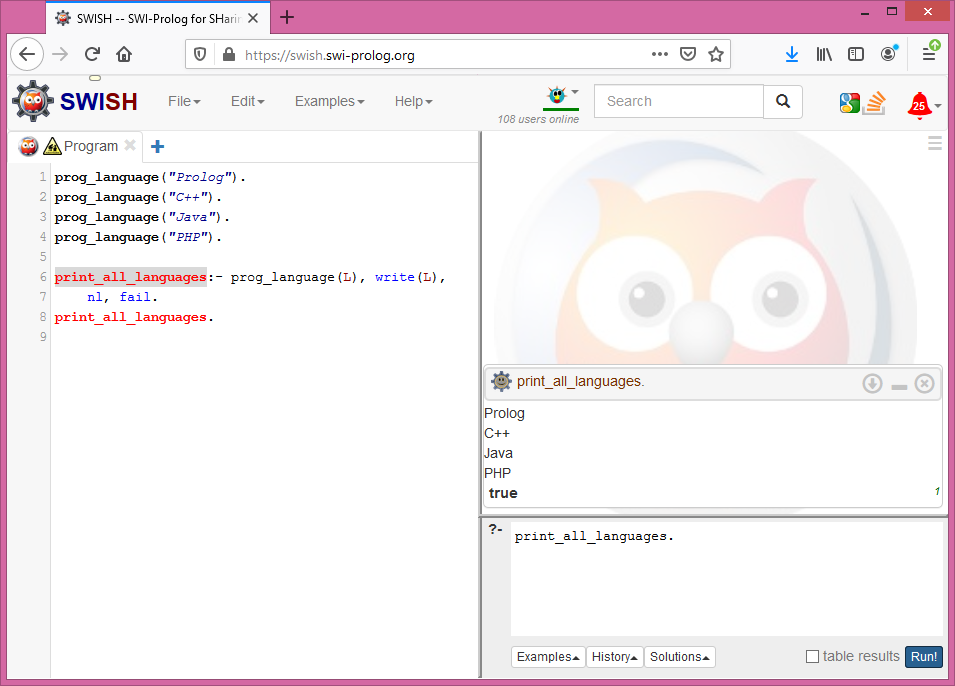 SWISH -- SWI-Prolog for SHarin
https://swish.swi-prolog.org
SWISH File Edit Examples Help 108 users online Search 25
Program
1 prog_language("Prolog").
2 prog_language("C++").
3 prog_language("Java").
4 prog_language("PHP").
5
6 print_all_languages:- prog_language(L), write(L),
7 nl, fail.
8 print_all_languages.
9
print_all_languages.
Prolog
C++
Java
PHP
true 1
?- print_all_languages.
Examples History Solutions table results Run!